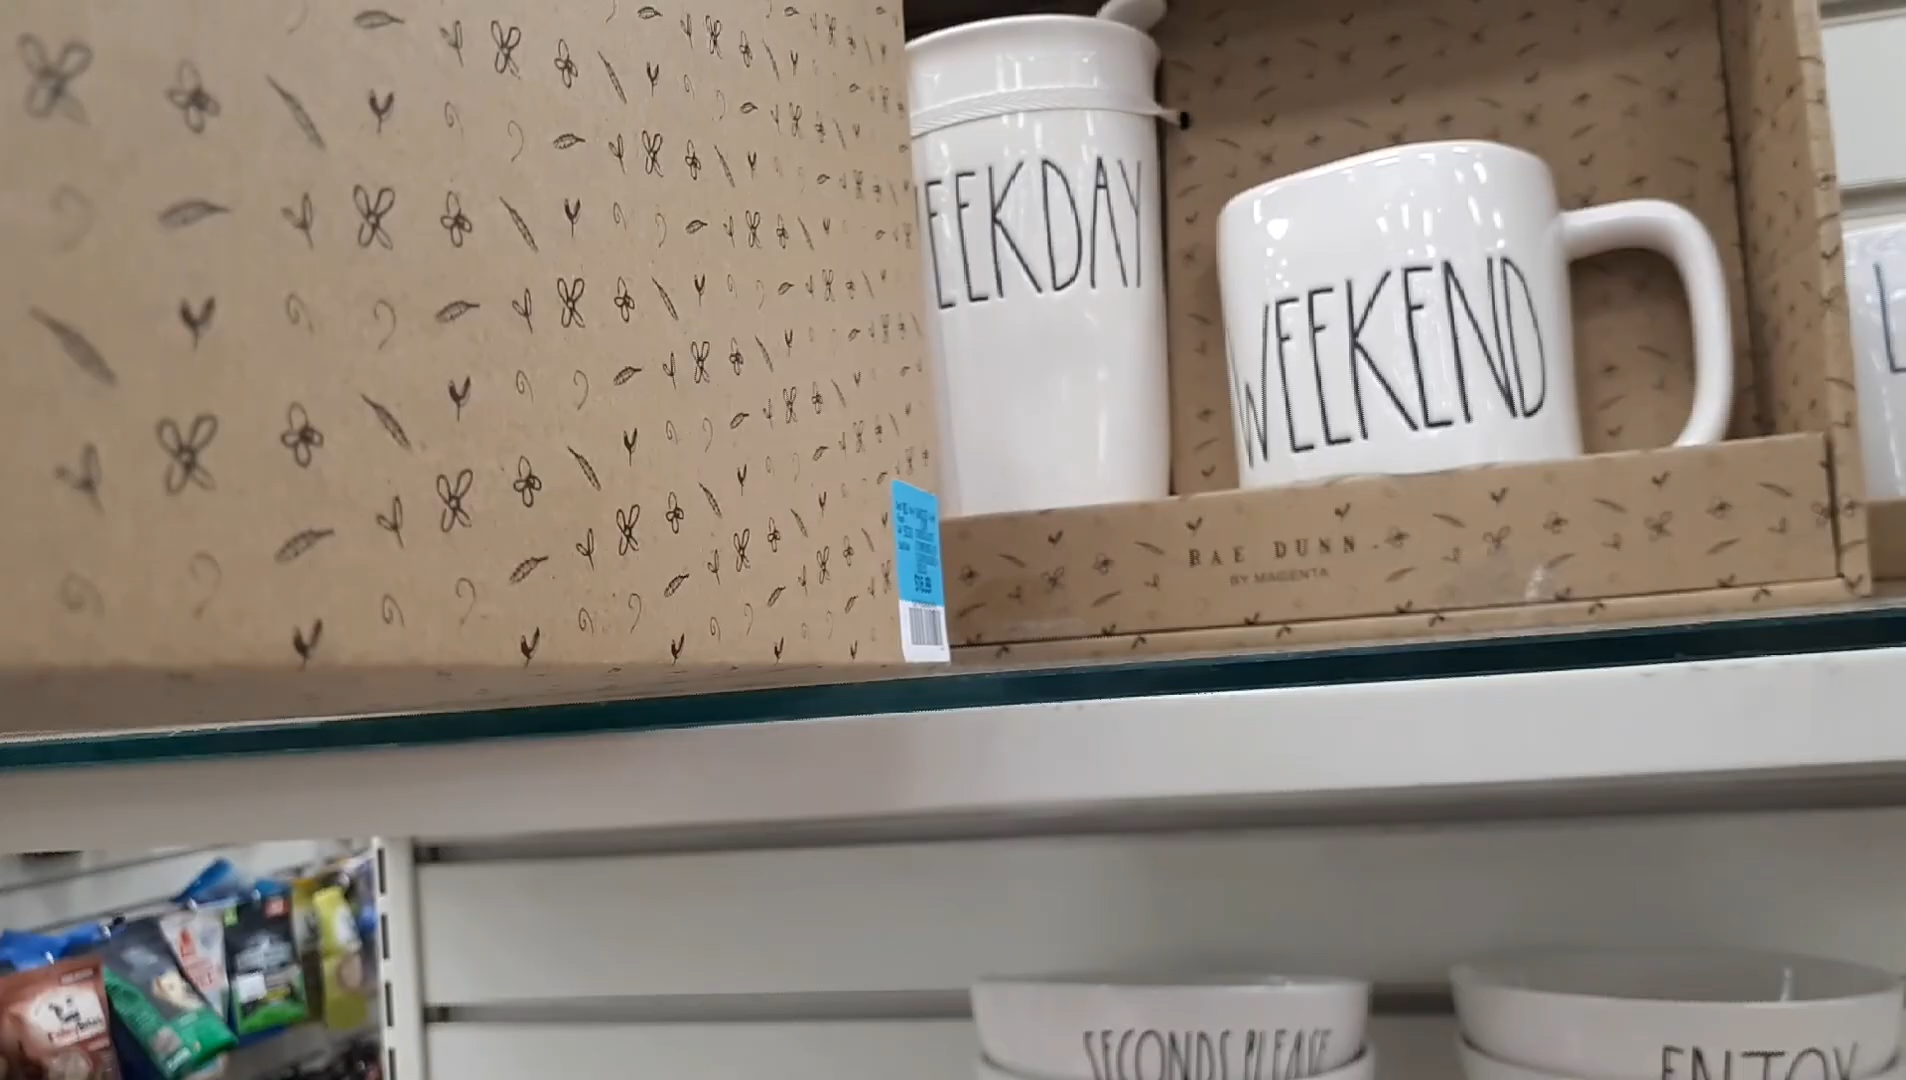 EEKDAY
WEEKEND
RAE DUNN
BY MAGENTA
SECONDS PLEASE
ENJOY